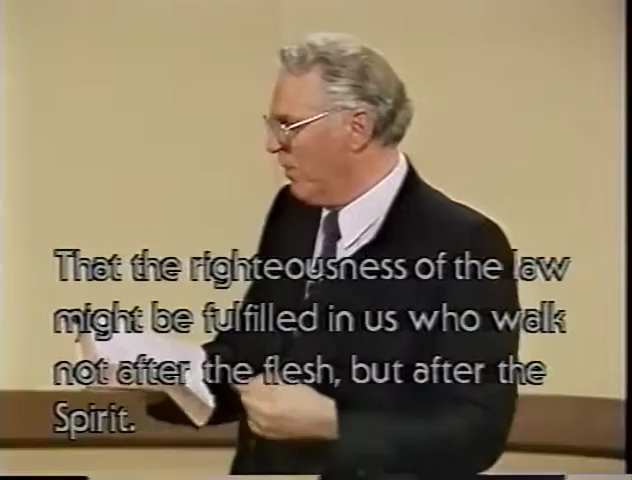 That the righteousness of the law
might be fulfilled in us who walk
not after the flesh, but after the
Spirit.